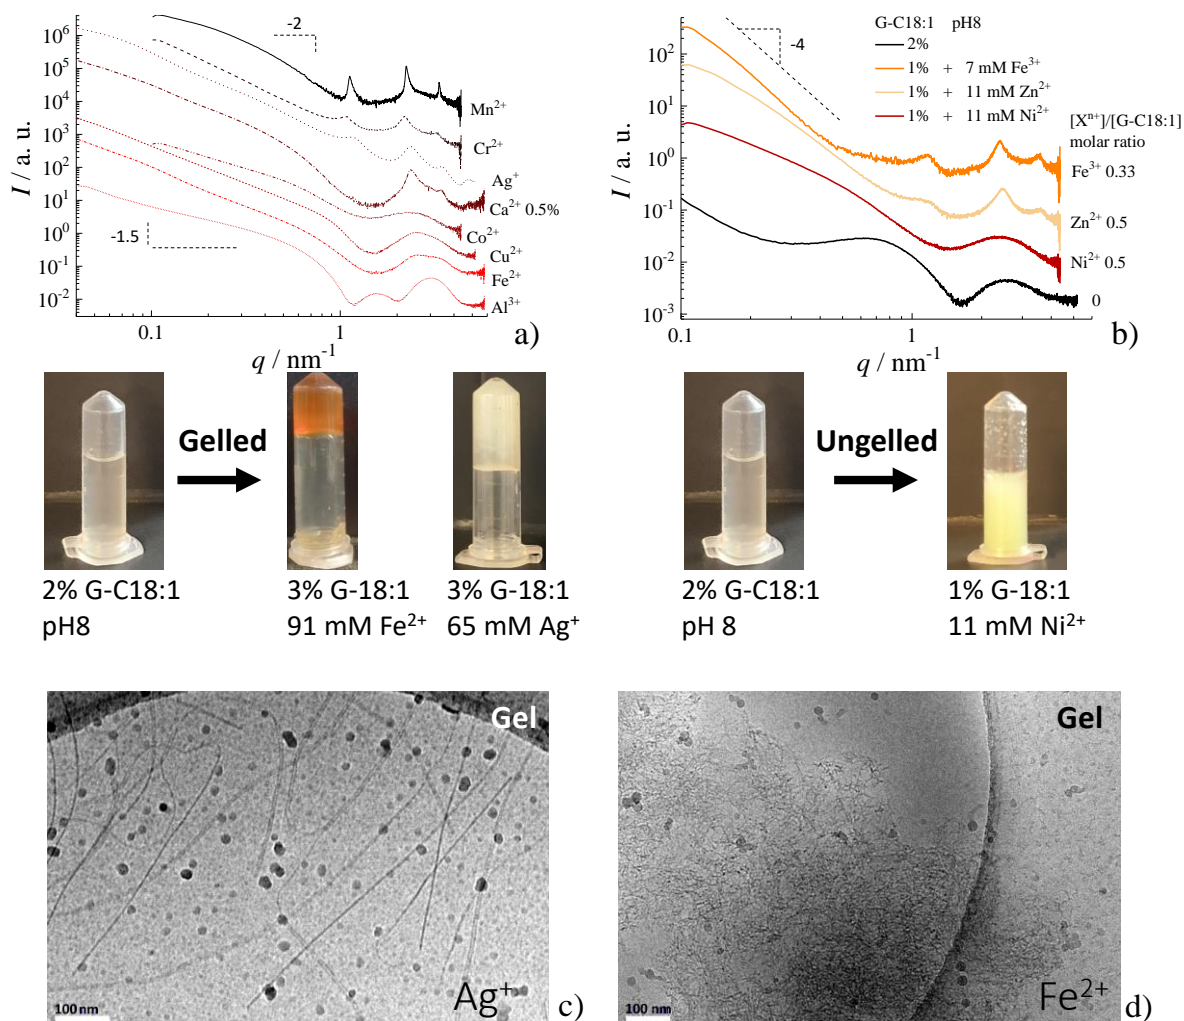 10⁶
10⁵
10⁴
10³
10²
10¹
10⁰
10⁻¹
10⁻²
I / a. u.
-2
-1.5
Mn²⁺
Cr²⁺
Ag⁺
Ca²⁺ 0.5%
Co²⁺
Cu²⁺
Fe²⁺
Al³⁺
0.1 1
q / nm⁻¹
a)
10²
10¹
10⁰
10⁻¹
10⁻²
10⁻³
I / a. u.
-4
G-C18:1 pH8
2%
1% + 7 mM Fe³⁺
1% + 11 mM Zn²⁺
1% + 11 mM Ni²⁺
[Xⁿ⁺]/[G-C18:1]
molar ratio
Fe³⁺ 0.33
Zn²⁺ 0.5
Ni²⁺ 0.5
0
0.1 1
q / nm⁻¹
b)
Gelled
2% G-C18:1
pH8
3% G-18:1
91 mM Fe²⁺
3% G-18:1
65 mM Ag⁺
Ungelled
2% G-C18:1
pH 8
1% G-18:1
11 mM Ni²⁺
Gel
100 nm
Ag⁺
c)
Gel
100 nm
Fe²⁺
d)